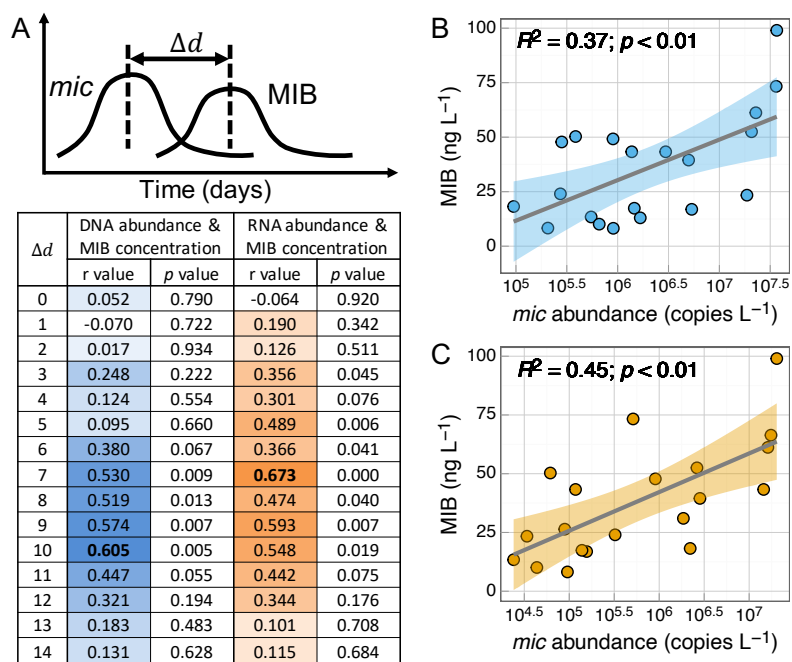 A
Δd
mic
MIB
Time (days)
Δd
DNA abundance & MIB concentration
RNA abundance & MIB concentration
r value p value r value p value
0 0.052 0.790 -0.064 0.920
1 -0.070 0.722 0.190 0.342
2 0.017 0.934 0.126 0.511
3 0.248 0.222 0.356 0.045
4 0.124 0.554 0.301 0.076
5 0.095 0.660 0.489 0.006
6 0.380 0.067 0.366 0.041
7 0.530 0.009 0.673 0.000
8 0.519 0.013 0.474 0.040
9 0.574 0.007 0.593 0.007
10 0.605 0.005 0.548 0.019
11 0.447 0.055 0.442 0.075
12 0.321 0.194 0.344 0.176
13 0.183 0.483 0.101 0.708
14 0.131 0.628 0.115 0.684
B
R² = 0.37; p < 0.01
MIB (ng L⁻¹)
100
75
50
25
0
10⁵ 10⁵·⁵ 10⁶ 10⁶·⁵ 10⁷ 10⁷·⁵
mic abundance (copies L⁻¹)
C
R² = 0.45; p < 0.01
MIB (ng L⁻¹)
100
75
50
25
0
10⁴·⁵ 10⁵ 10⁵·⁵ 10⁶ 10⁶·⁵ 10⁷
mic abundance (copies L⁻¹)